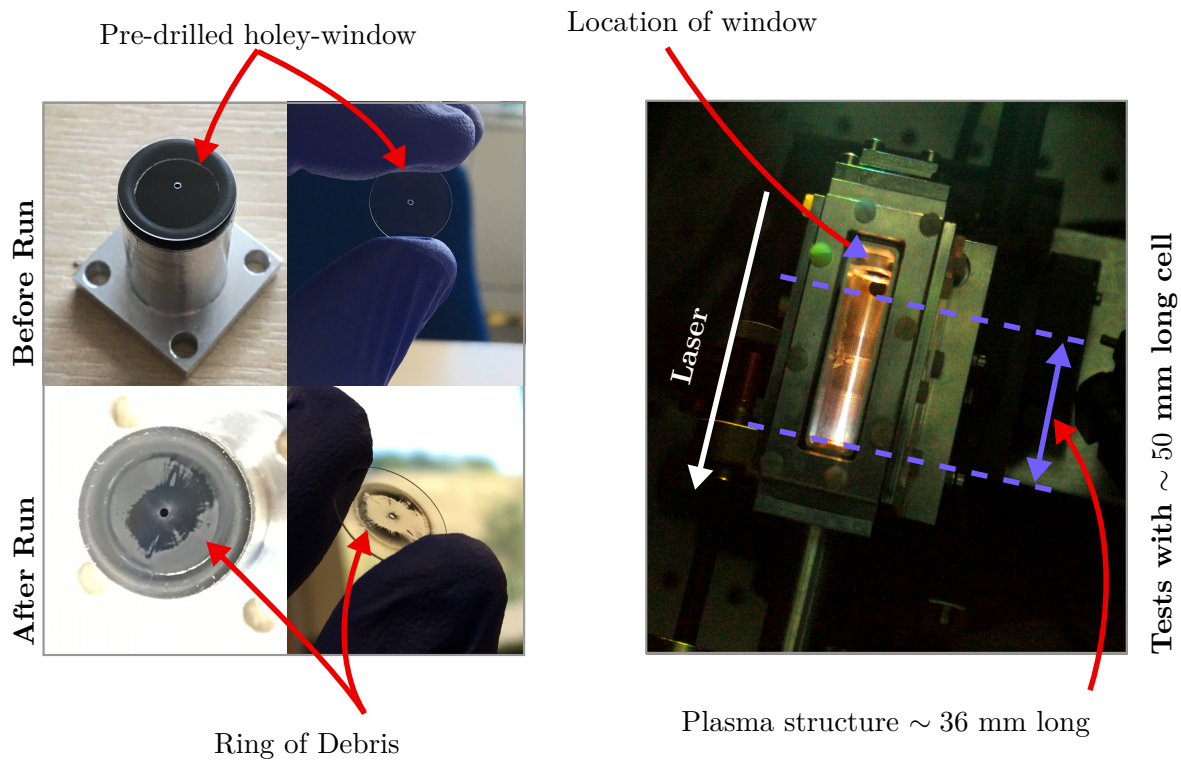 Pre-drilled holey-window
Location of window
Before Run
After Run
Laser
Tests with ∼ 50 mm long cell
Ring of Debris
Plasma structure ∼ 36 mm long